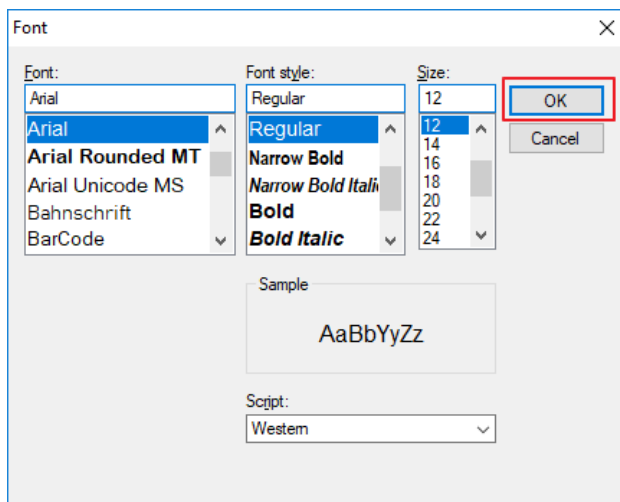 Font
Font: Font style: Size:
Arial Regular 12 OK
Arial Regular 12 Cancel
Arial Rounded MT Narrow Bold 14
Arial Unicode MS Narrow Bold Itali 16
Bahnschrift Bold 18
BarCode Bold Italic 20
22
24
Sample
AaBbYyZz
Script:
Western